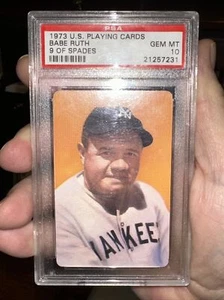 PSA
1973 U.S. PLAYING CARDS
BABE RUTH GEM MT
9 OF SPADES 10
21257231
YANKEE